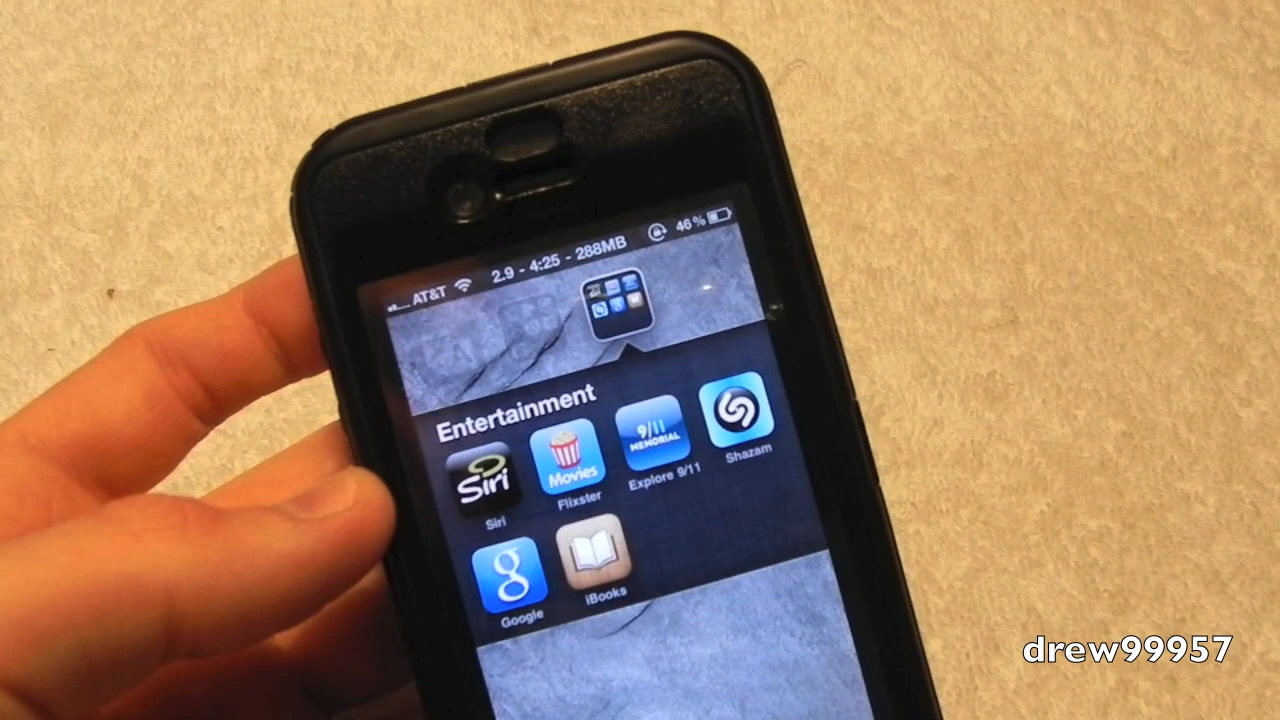 AT&T 2.9 - 4:25 - 288MB 46%
Entertainment
Siri Movies 9/11 MEMORIAL
Siri Flixster Explore 9/11 Shazam
g
Google iBooks
drew99957